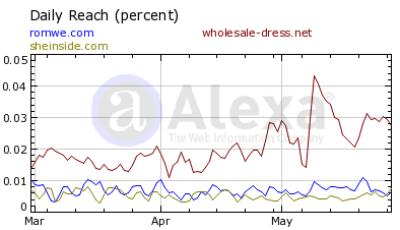 Daily Reach (percent)
romwe.com wholesale-dress.net
sheinside.com
0.05
0.04
0.03
0.02
0.01
0
Mar Apr May
a Alexa®
The Web Information Company